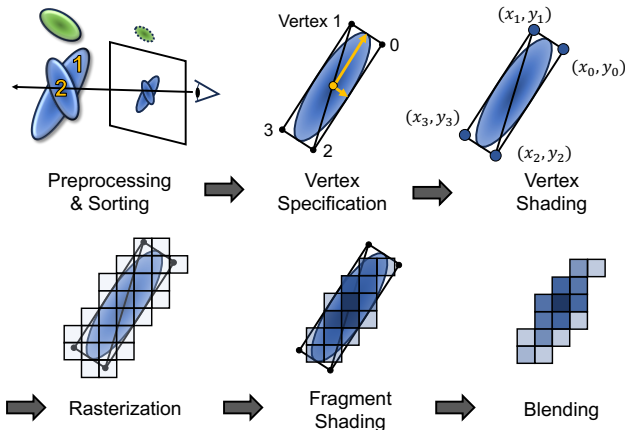 1
2
Preprocessing
& Sorting
Vertex 1
0
3
2
Vertex
Specification
(x₁, y₁)
(x₀, y₀)
(x₃, y₃)
(x₂, y₂)
Vertex
Shading
Rasterization
Fragment
Shading
Blending